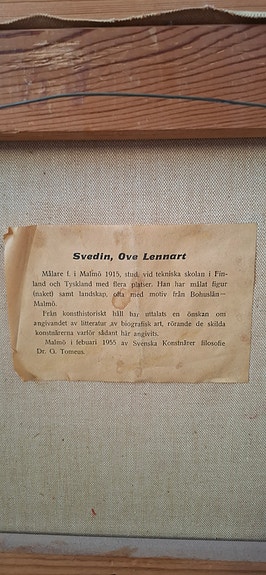 Svedin, Ove Lennart
Målare f. i Malmö 1915, stud. vid tekniska skolan i Fin-
land och Tyskland med flera platser. Han har målat figur
(naket) samt landskap, ofta med motiv från Bohuslän—
Malmö.
Från konsthistoriskt håll har uttalats en önskan om
angivandet av litteratur av biografisk art, rörande de skilda
konstnärerna varför sådant här angivits.
Malmö i febuari 1955 av Svenska Konstnärer filosofie
Dr. G. Tomeus.